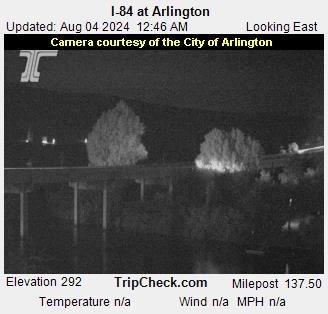 I-84 at Arlington
Updated: Aug 04 2024 12:46 AM Looking East
Camera courtesy of the City of Arlington
Elevation 292 TripCheck.com Milepost 137.50
Temperature n/a Wind n/a MPH n/a